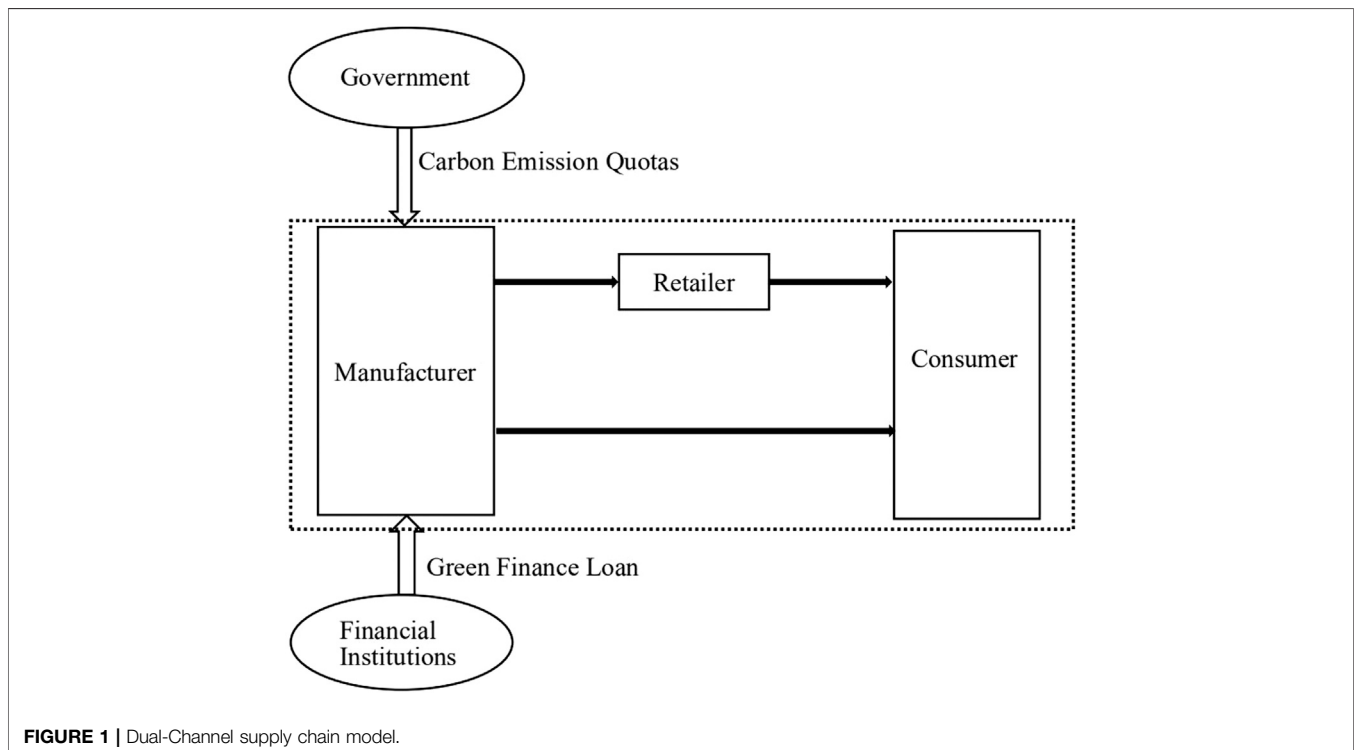 Government
Carbon Emission Quotas
Retailer
Manufacturer
Consumer
Green Finance Loan
Financial
Institutions
FIGURE 1 | Dual-Channel supply chain model.